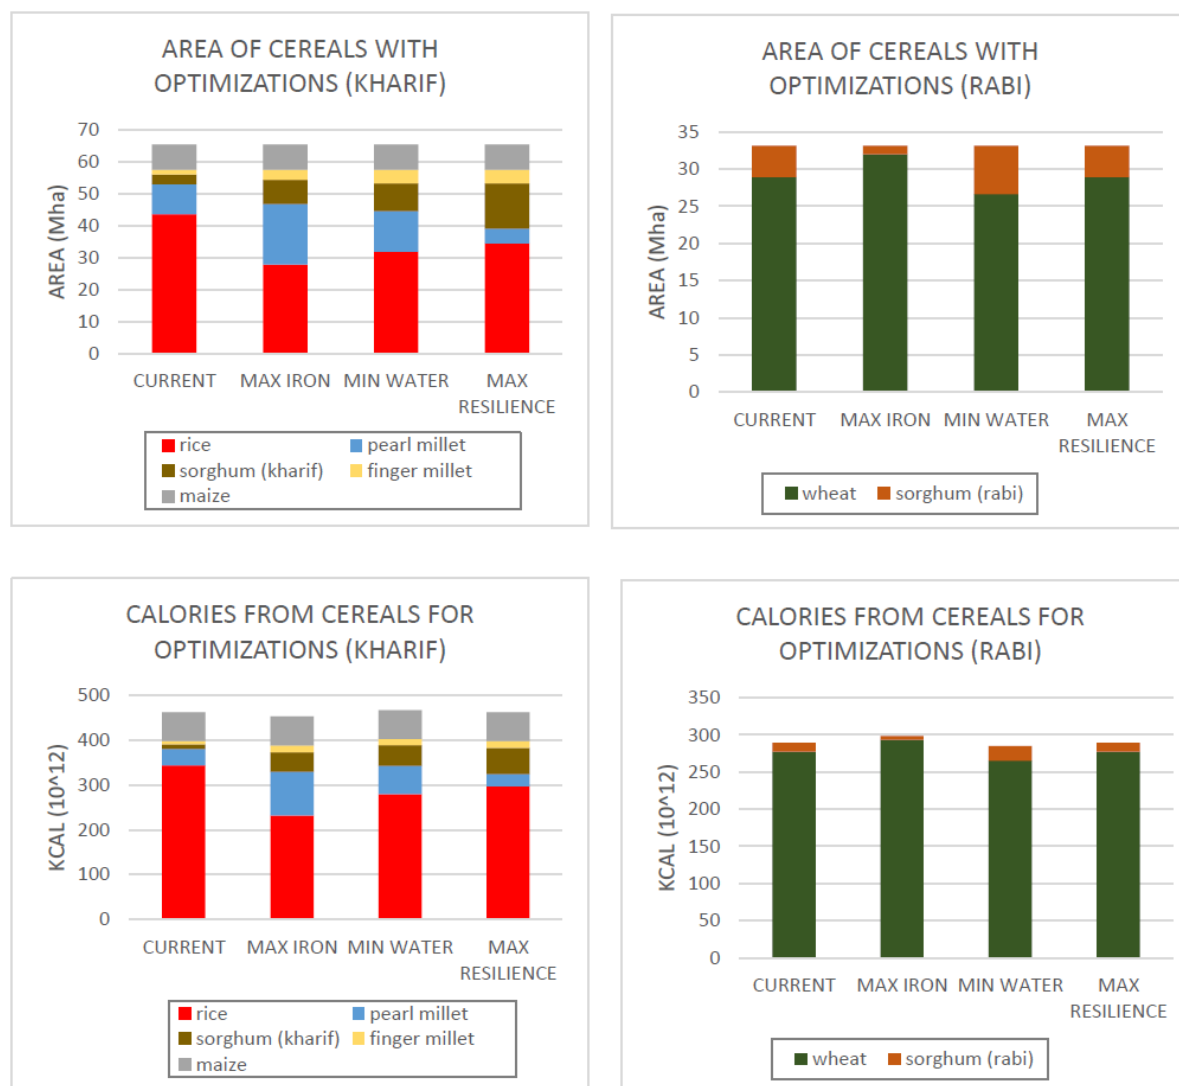 AREA OF CEREALS WITH
OPTIMIZATIONS (KHARIF)
AREA (Mha)
70
60
50
40
30
20
10
0
CURRENT MAX IRON MIN WATER MAX
RESILIENCE
rice pearl millet
sorghum (kharif) finger millet
maize
AREA OF CEREALS WITH
OPTIMIZATIONS (RABI)
AREA (Mha)
35
30
25
20
15
10
5
0
CURRENT MAX IRON MIN WATER MAX
RESILIENCE
wheat sorghum (rabi)
CALORIES FROM CEREALS FOR
OPTIMIZATIONS (KHARIF)
KCAL (10^12)
500
400
300
200
100
0
CURRENT MAX IRON MIN WATER MAX
RESILIENCE
rice pearl millet
sorghum (kharif) finger millet
maize
CALORIES FROM CEREALS FOR
OPTIMIZATIONS (RABI)
KCAL (10^12)
350
300
250
200
150
100
50
0
CURRENT MAX IRON MIN WATER MAX
RESILIENCE
wheat sorghum (rabi)